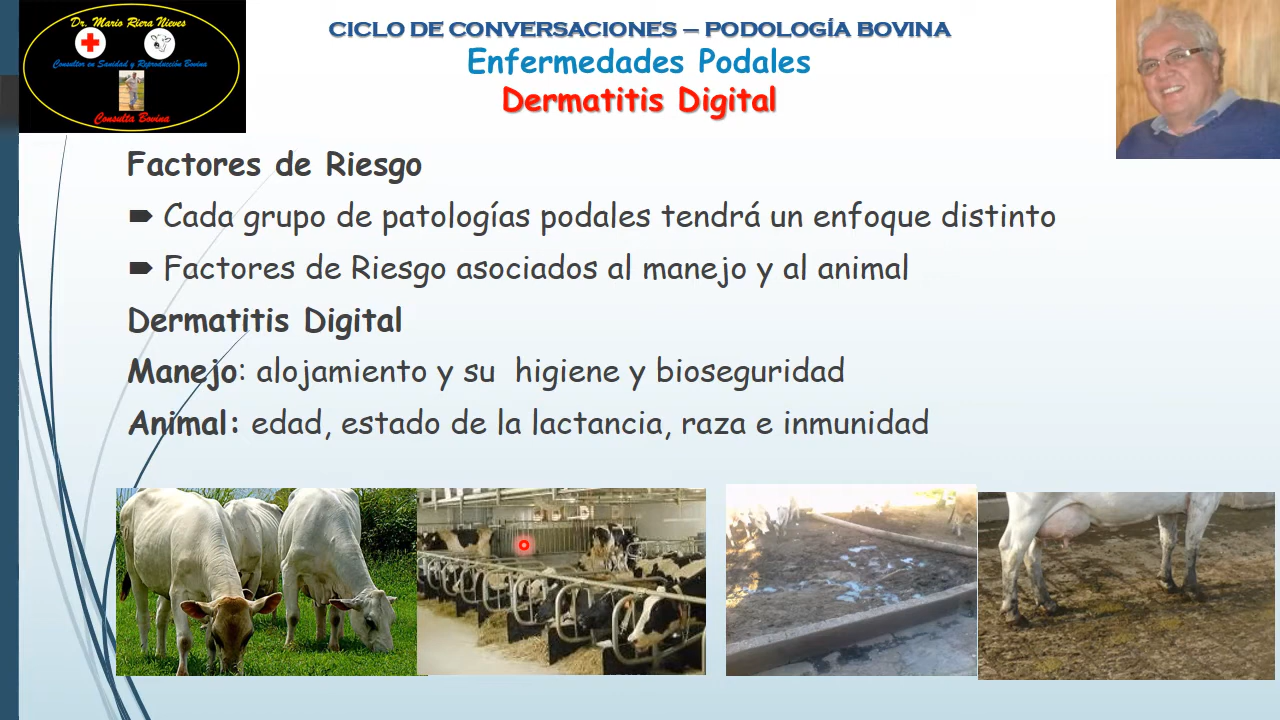 Dr. Mario Riera Nieves
Consultor en Sanidad y Reproducción Bovina
Consulta Bovina
CICLO DE CONVERSACIONES – PODOLOGÍA BOVINA
Enfermedades Podales
Dermatitis Digital
Factores de Riesgo
Cada grupo de patologías podales tendrá un enfoque distinto
Factores de Riesgo asociados al manejo y al animal
Dermatitis Digital
Manejo: alojamiento y su  higiene y bioseguridad
Animal: edad, estado de la lactancia, raza e inmunidad